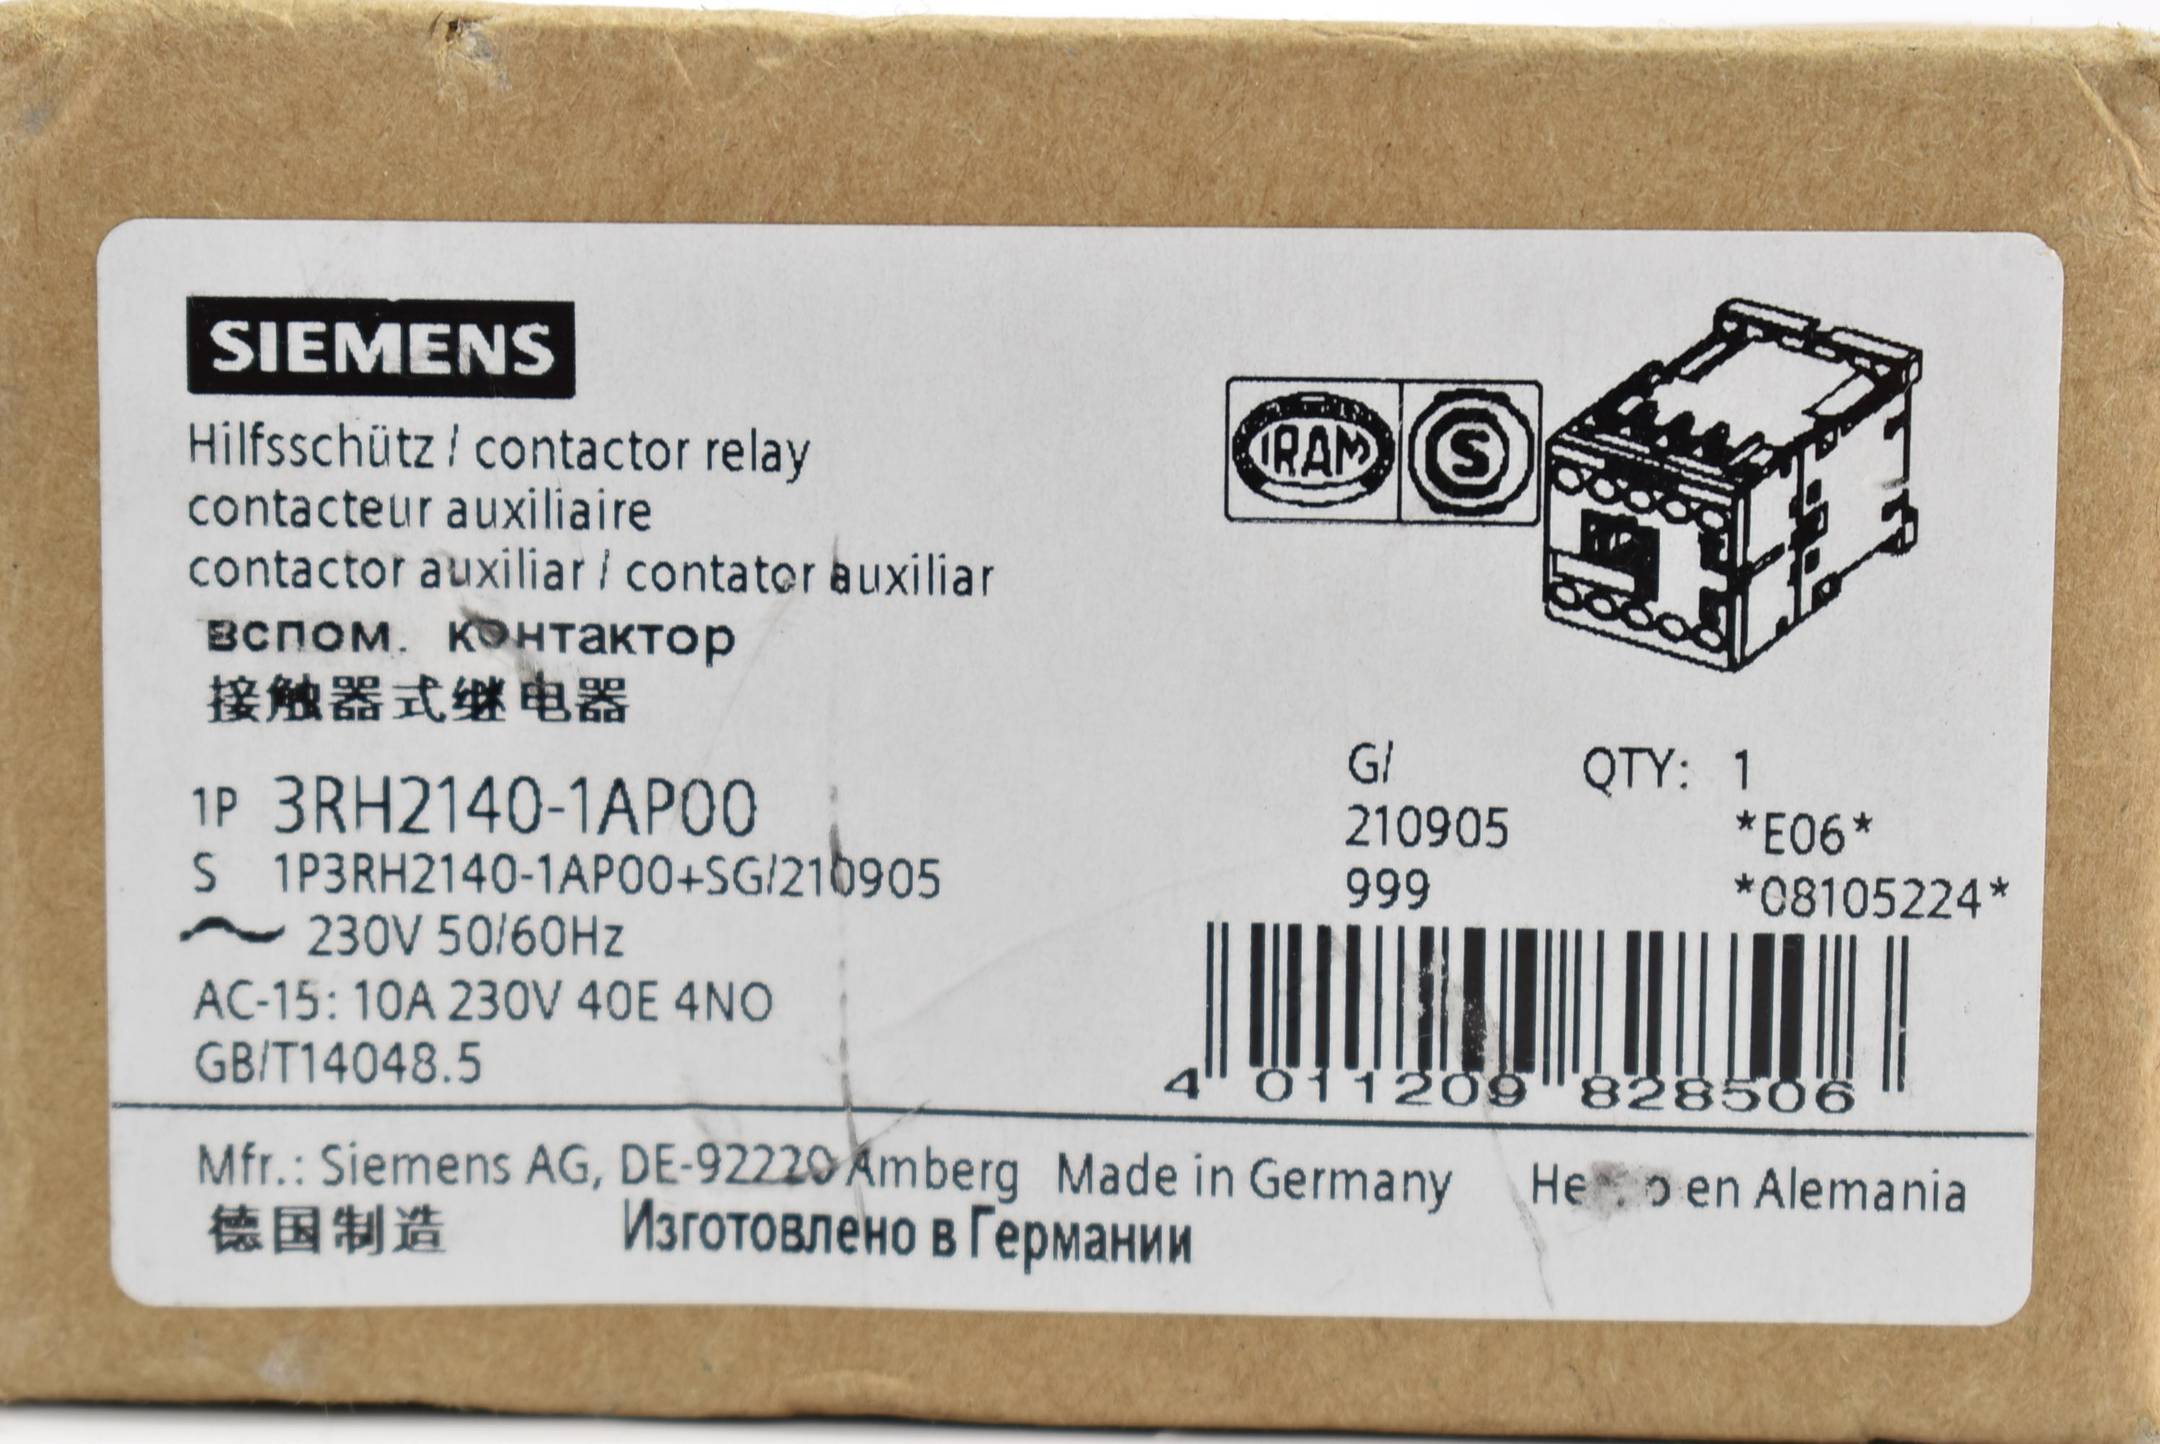 SIEMENS
Hilfsschütz / contactor relay
contacteur auxiliaire
contactor auxiliar / contator auxiliar
вспом. контактор
接触器式继电器
IRAM S
1P 3RH2140-1AP00
S 1P3RH2140-1AP00+SG/210905
~ 230V 50/60Hz
AC-15: 10A 230V 40E 4NO
GB/T14048.5
G/ QTY: 1
210905 *E06*
999 *08105224*
4 011209 828506
Mfr.: Siemens AG, DE-92220 Amberg Made in Germany en Alemania
德国制造 Изготовлено в Германии